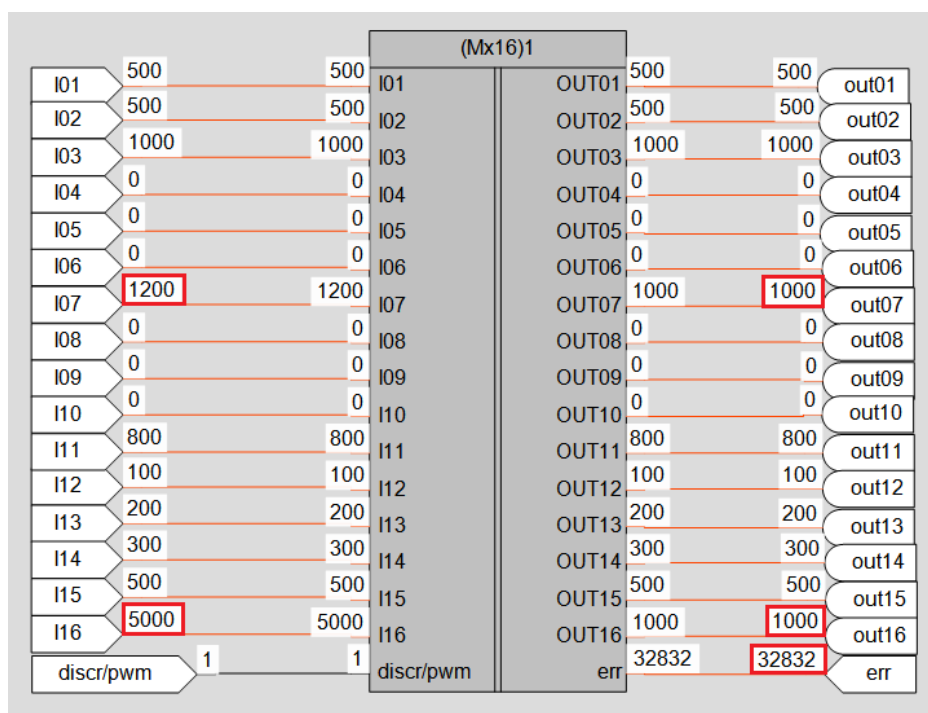 (Mx16)1
I01 500 500 I01 OUT01 500 500 out01
I02 500 500 I02 OUT02 500 500 out02
I03 1000 1000 I03 OUT03 1000 1000 out03
I04 0 0 I04 OUT04 0 0 out04
I05 0 0 I05 OUT05 0 0 out05
I06 0 0 I06 OUT06 0 0 out06
I07 1200 1200 I07 OUT07 1000 1000 out07
I08 0 0 I08 OUT08 0 0 out08
I09 0 0 I09 OUT09 0 0 out09
I10 0 0 I10 OUT10 0 0 out10
I11 800 800 I11 OUT11 800 800 out11
I12 100 100 I12 OUT12 100 100 out12
I13 200 200 I13 OUT13 200 200 out13
I14 300 300 I14 OUT14 300 300 out14
I15 500 500 I15 OUT15 500 500 out15
I16 5000 5000 I16 OUT16 1000 1000 out16
discr/pwm 1 1 discr/pwm err 32832 32832 err